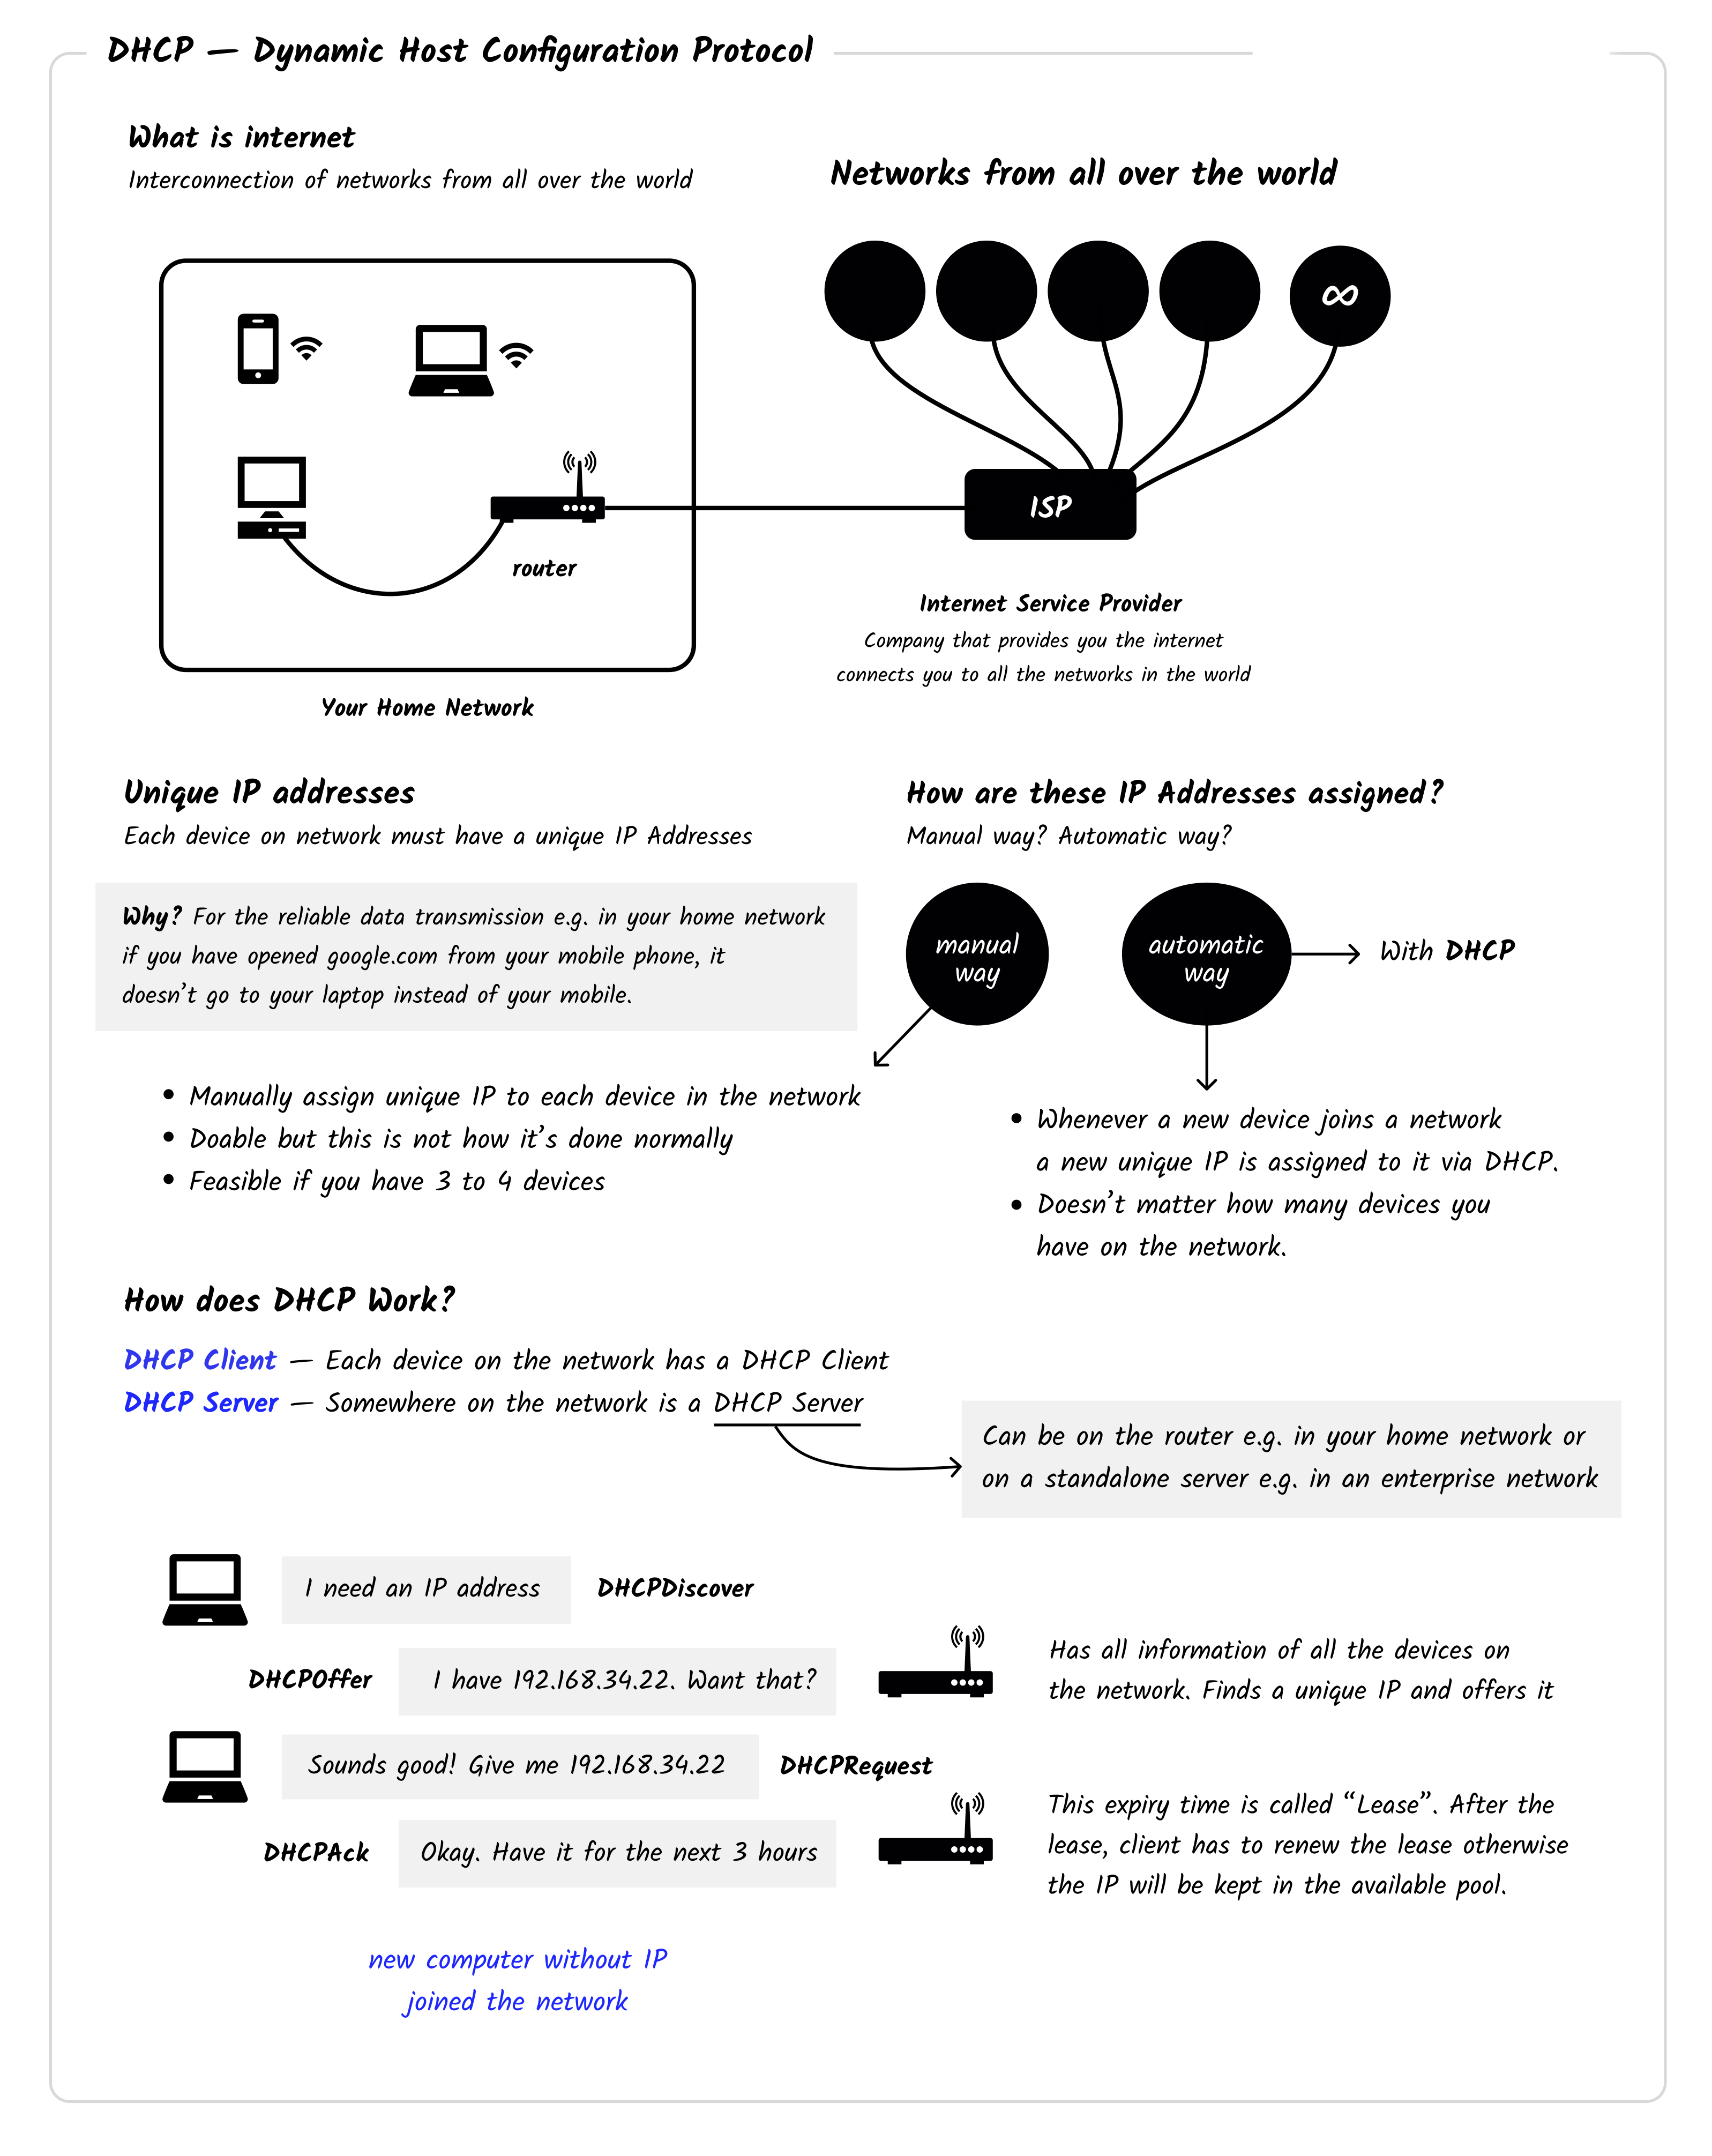 DHCP — Dynamic Host Configuration Protocol
What is internet
Interconnection of networks from all over the world
Networks from all over the world
∞
ISP
router
Internet Service Provider
Company that provides you the internet
connects you to all the networks in the world
Your Home Network
Unique IP addresses
Each device on network must have a unique IP Addresses
Why? For the reliable data transmission e.g. in your home network
if you have opened google.com from your mobile phone, it
doesn't go to your laptop instead of your mobile.
How are these IP Addresses assigned?
Manual way? Automatic way?
manual
way
automatic
way
With DHCP
• Manually assign unique IP to each device in the network
• Doable but this is not how it's done normally
• Feasible if you have 3 to 4 devices
• Whenever a new device joins a network
a new unique IP is assigned to it via DHCP.
• Doesn't matter how many devices you
have on the network.
How does DHCP Work?
DHCP Client — Each device on the network has a DHCP Client
DHCP Server — Somewhere on the network is a DHCP Server
Can be on the router e.g. in your home network or
on a standalone server e.g. in an enterprise network
I need an IP address
DHCPDiscover
DHCPOffer
I have 192.168.34.22. Want that?
Has all information of all the devices on
the network. Finds a unique IP and offers it
Sounds good! Give me 192.168.34.22
DHCPRequest
DHCPAck
Okay. Have it for the next 3 hours
This expiry time is called “Lease”. After the
lease, client has to renew the lease otherwise
the IP will be kept in the available pool.
new computer without IP
joined the network